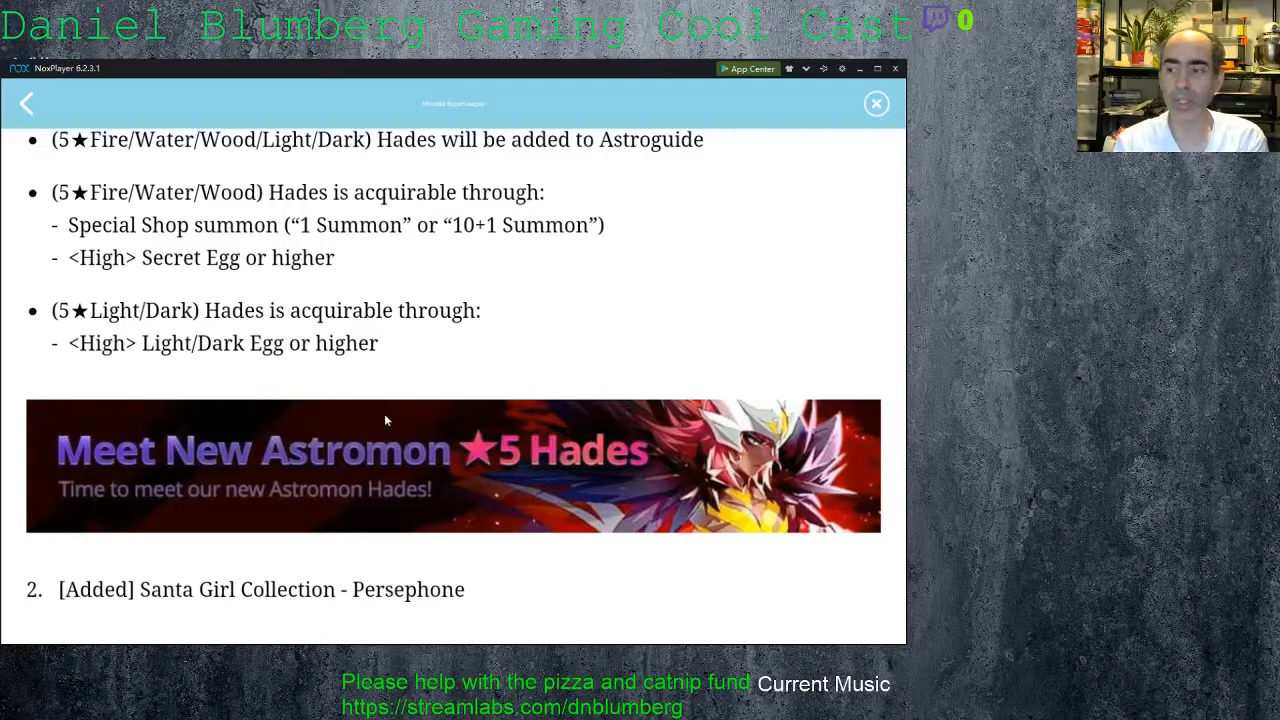 Daniel Blumberg Gaming Cool Cast 0
NOX NoxPlayer 6.2.3.1
App Center
Monster Super League
• (5★Fire/Water/Wood/Light/Dark) Hades will be added to Astroguide
• (5★Fire/Water/Wood) Hades is acquirable through:
- Special Shop summon (“1 Summon” or “10+1 Summon”)
- <High> Secret Egg or higher
• (5★Light/Dark) Hades is acquirable through:
- <High> Light/Dark Egg or higher
Meet New Astromon ★5 Hades
Time to meet our new Astromon Hades!
2. [Added] Santa Girl Collection - Persephone
Please help with the pizza and catnip fund
https://streamlabs.com/dnblumberg
Current Music